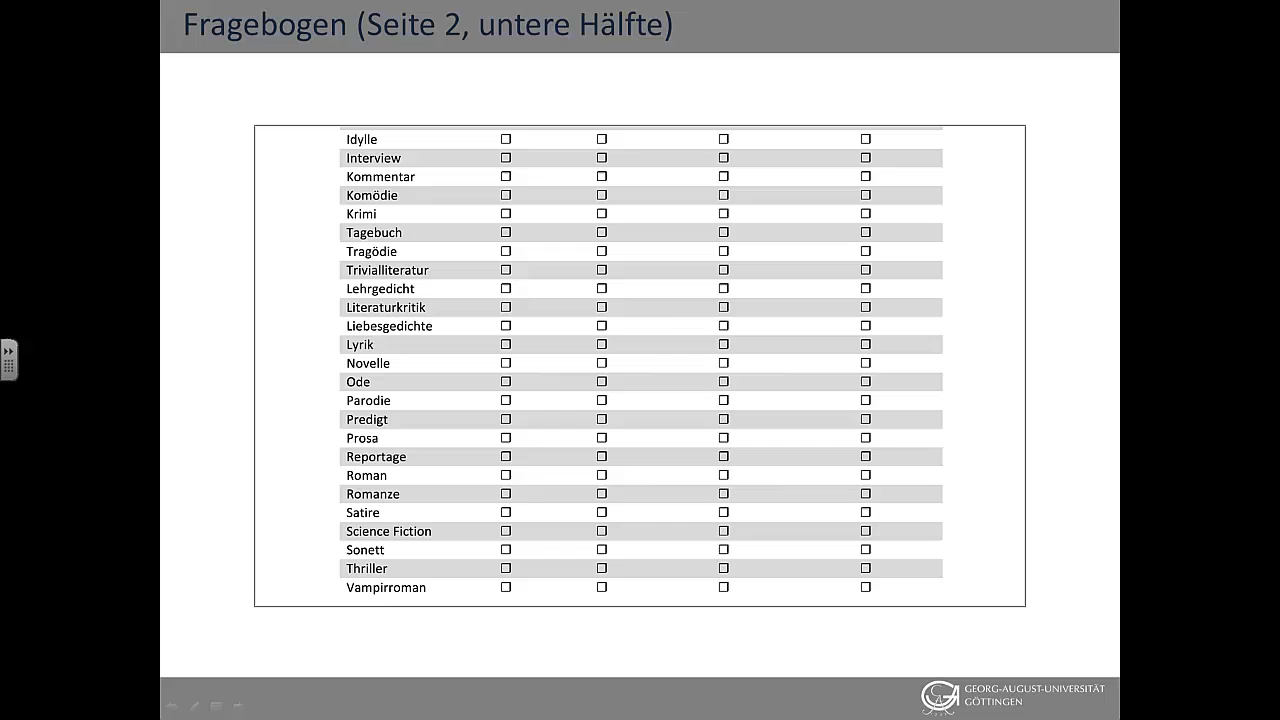 Fragebogen (Seite 2, untere Hälfte)
Idylle
Interview
Kommentar
Komödie
Krimi
Tagebuch
Tragödie
Trivialliteratur
Lehrgedicht
Literaturkritik
Liebesgedichte
Lyrik
Novelle
Ode
Parodie
Predigt
Prosa
Reportage
Roman
Romanze
Satire
Science Fiction
Sonett
Thriller
Vampirroman
GEORG-AUGUST-UNIVERSITÄT
GÖTTINGEN